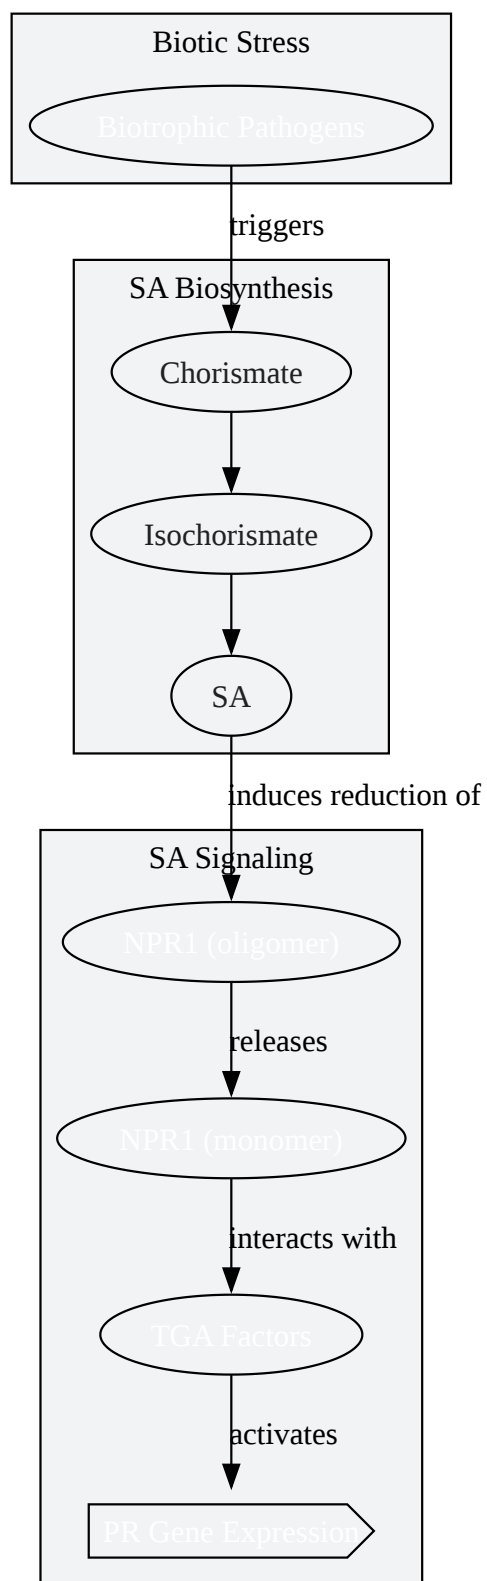 Biotic Stress
Biotrophic Pathogens
triggers
SA Biosynthesis
Chorismate
Isochorismate
SA
induces reduction of
SA Signaling
NPR1 (oligomer)
releases
NPR1 (monomer)
interacts with
TGA Factors
activates
PR Gene Expression